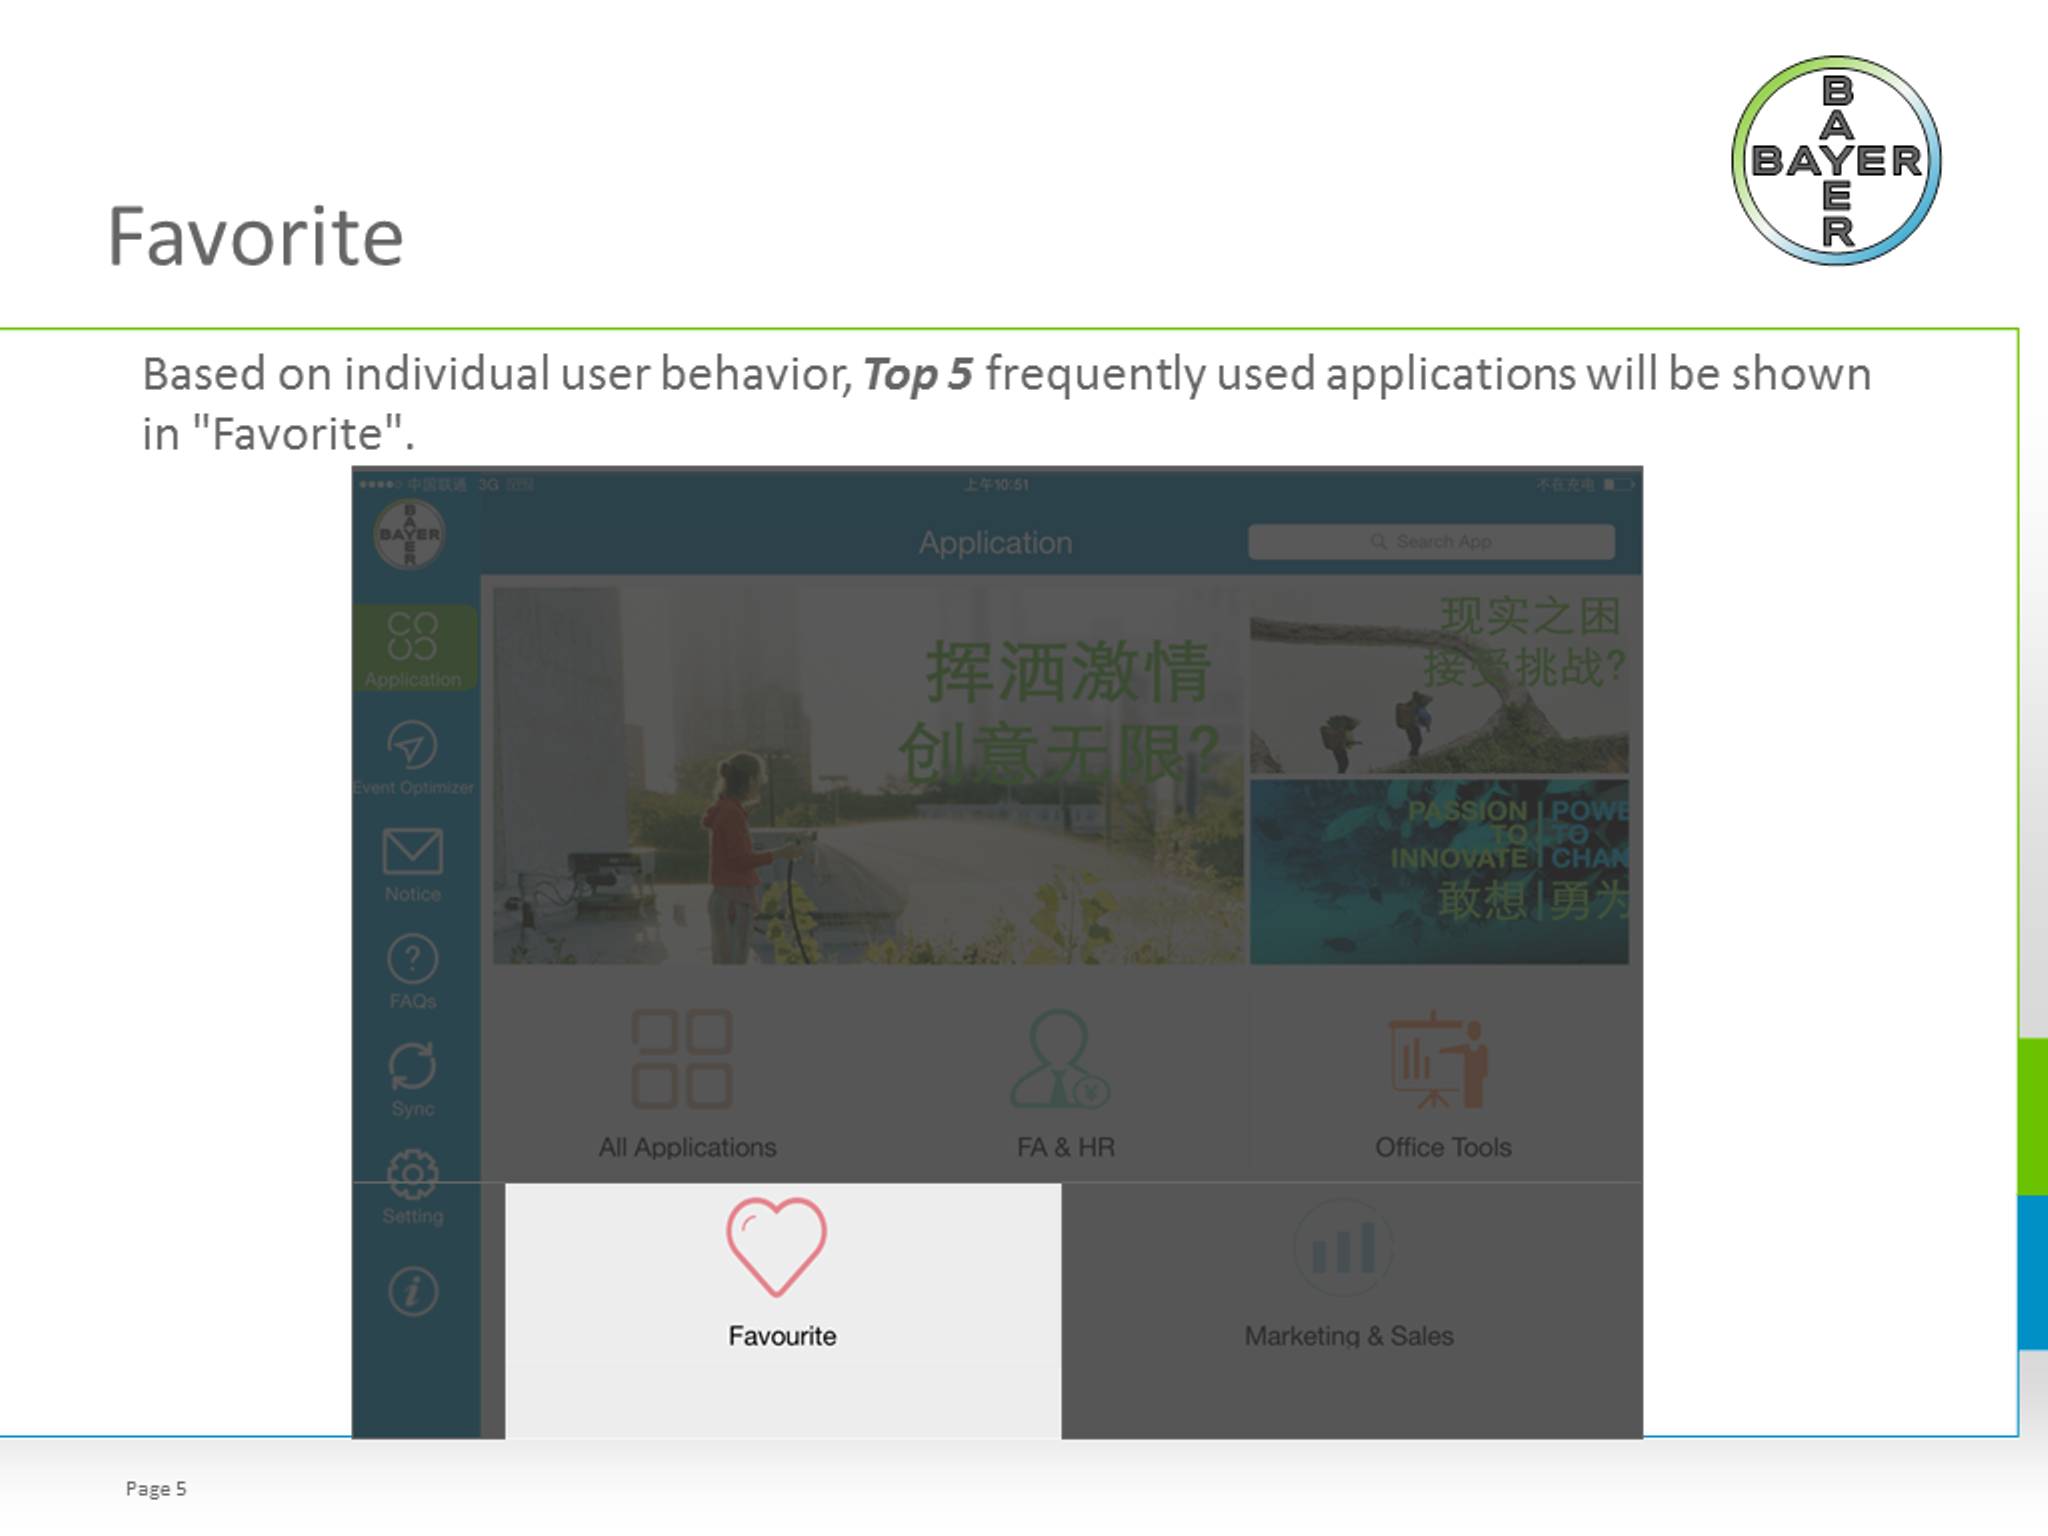 BAYER
BAYER
Favorite
Based on individual user behavior, Top 5 frequently used applications will be shown
in "Favorite".
中国联通 3G VPN
上午10:51
不在充电
BAYER
BAYER
Application
Search App
Application
Event Optimizer
Notice
FAQs
Sync
Setting
挥洒激情
创意无限?
现实之困
接受挑战?
PASSION
TO
INNOVATE
POWE
TO
CHAN
敢想
勇为
All Applications
FA & HR
Office Tools
Favourite
Marketing & Sales
Page 5